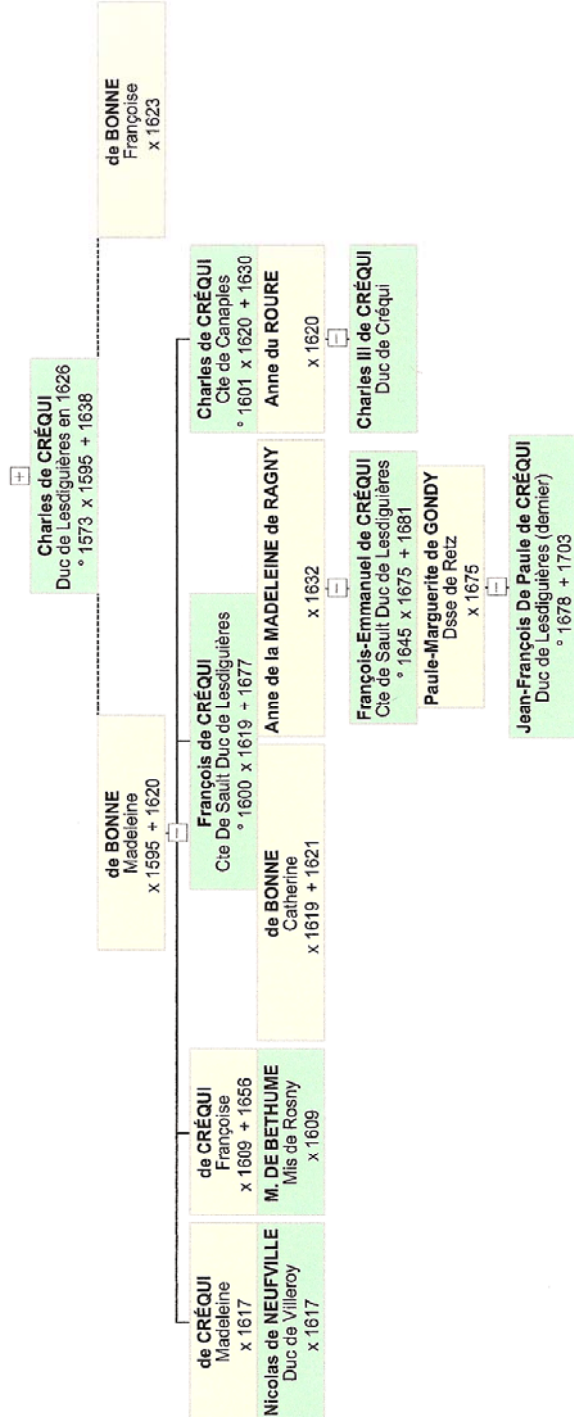 Charles de CRÉQUI
Duc de Lesdiguières en 1626
° 1573 x 1595 + 1638
de BONNE
Madeleine
x 1595 + 1620
de BONNE
Françoise
x 1623
de CRÉQUI
Madeleine
x 1617
Nicolas de NEUFVILLE
Duc de Villeroy
x 1617
de CRÉQUI
Françoise
x 1609 + 1656
M. DE BETHUME
Mis de Rosny
x 1609
François de CRÉQUI
Cte De Sault Duc de Lesdiguières
° 1600 x 1619 + 1677
de BONNE
Catherine
x 1619 + 1621
Anne de la MADELEINE de RAGNY
x 1632
Charles de CRÉQUI
Cte de Canaples
° 1601 x 1620 + 1630
Anne du ROURE
x 1620
François-Emmanuel de CRÉQUI
Cte de Sault Duc de Lesdiguières
° 1645 x 1675 + 1681
Paule-Marguerite de GONDY
Dsse de Retz
x 1675
Charles III de CRÉQUI
Duc de Créqui
Jean-François De Paule de CRÉQUI
Duc de Lesdiguières (dernier)
° 1678 + 1703